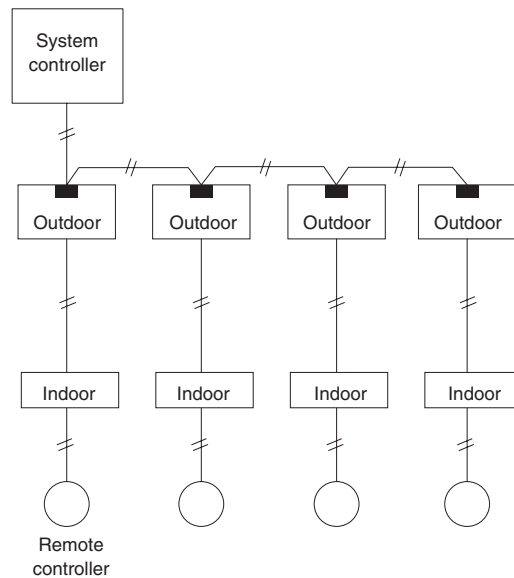 System
controller
Outdoor
Outdoor
Outdoor
Outdoor
Indoor
Indoor
Indoor
Indoor
Remote
controller